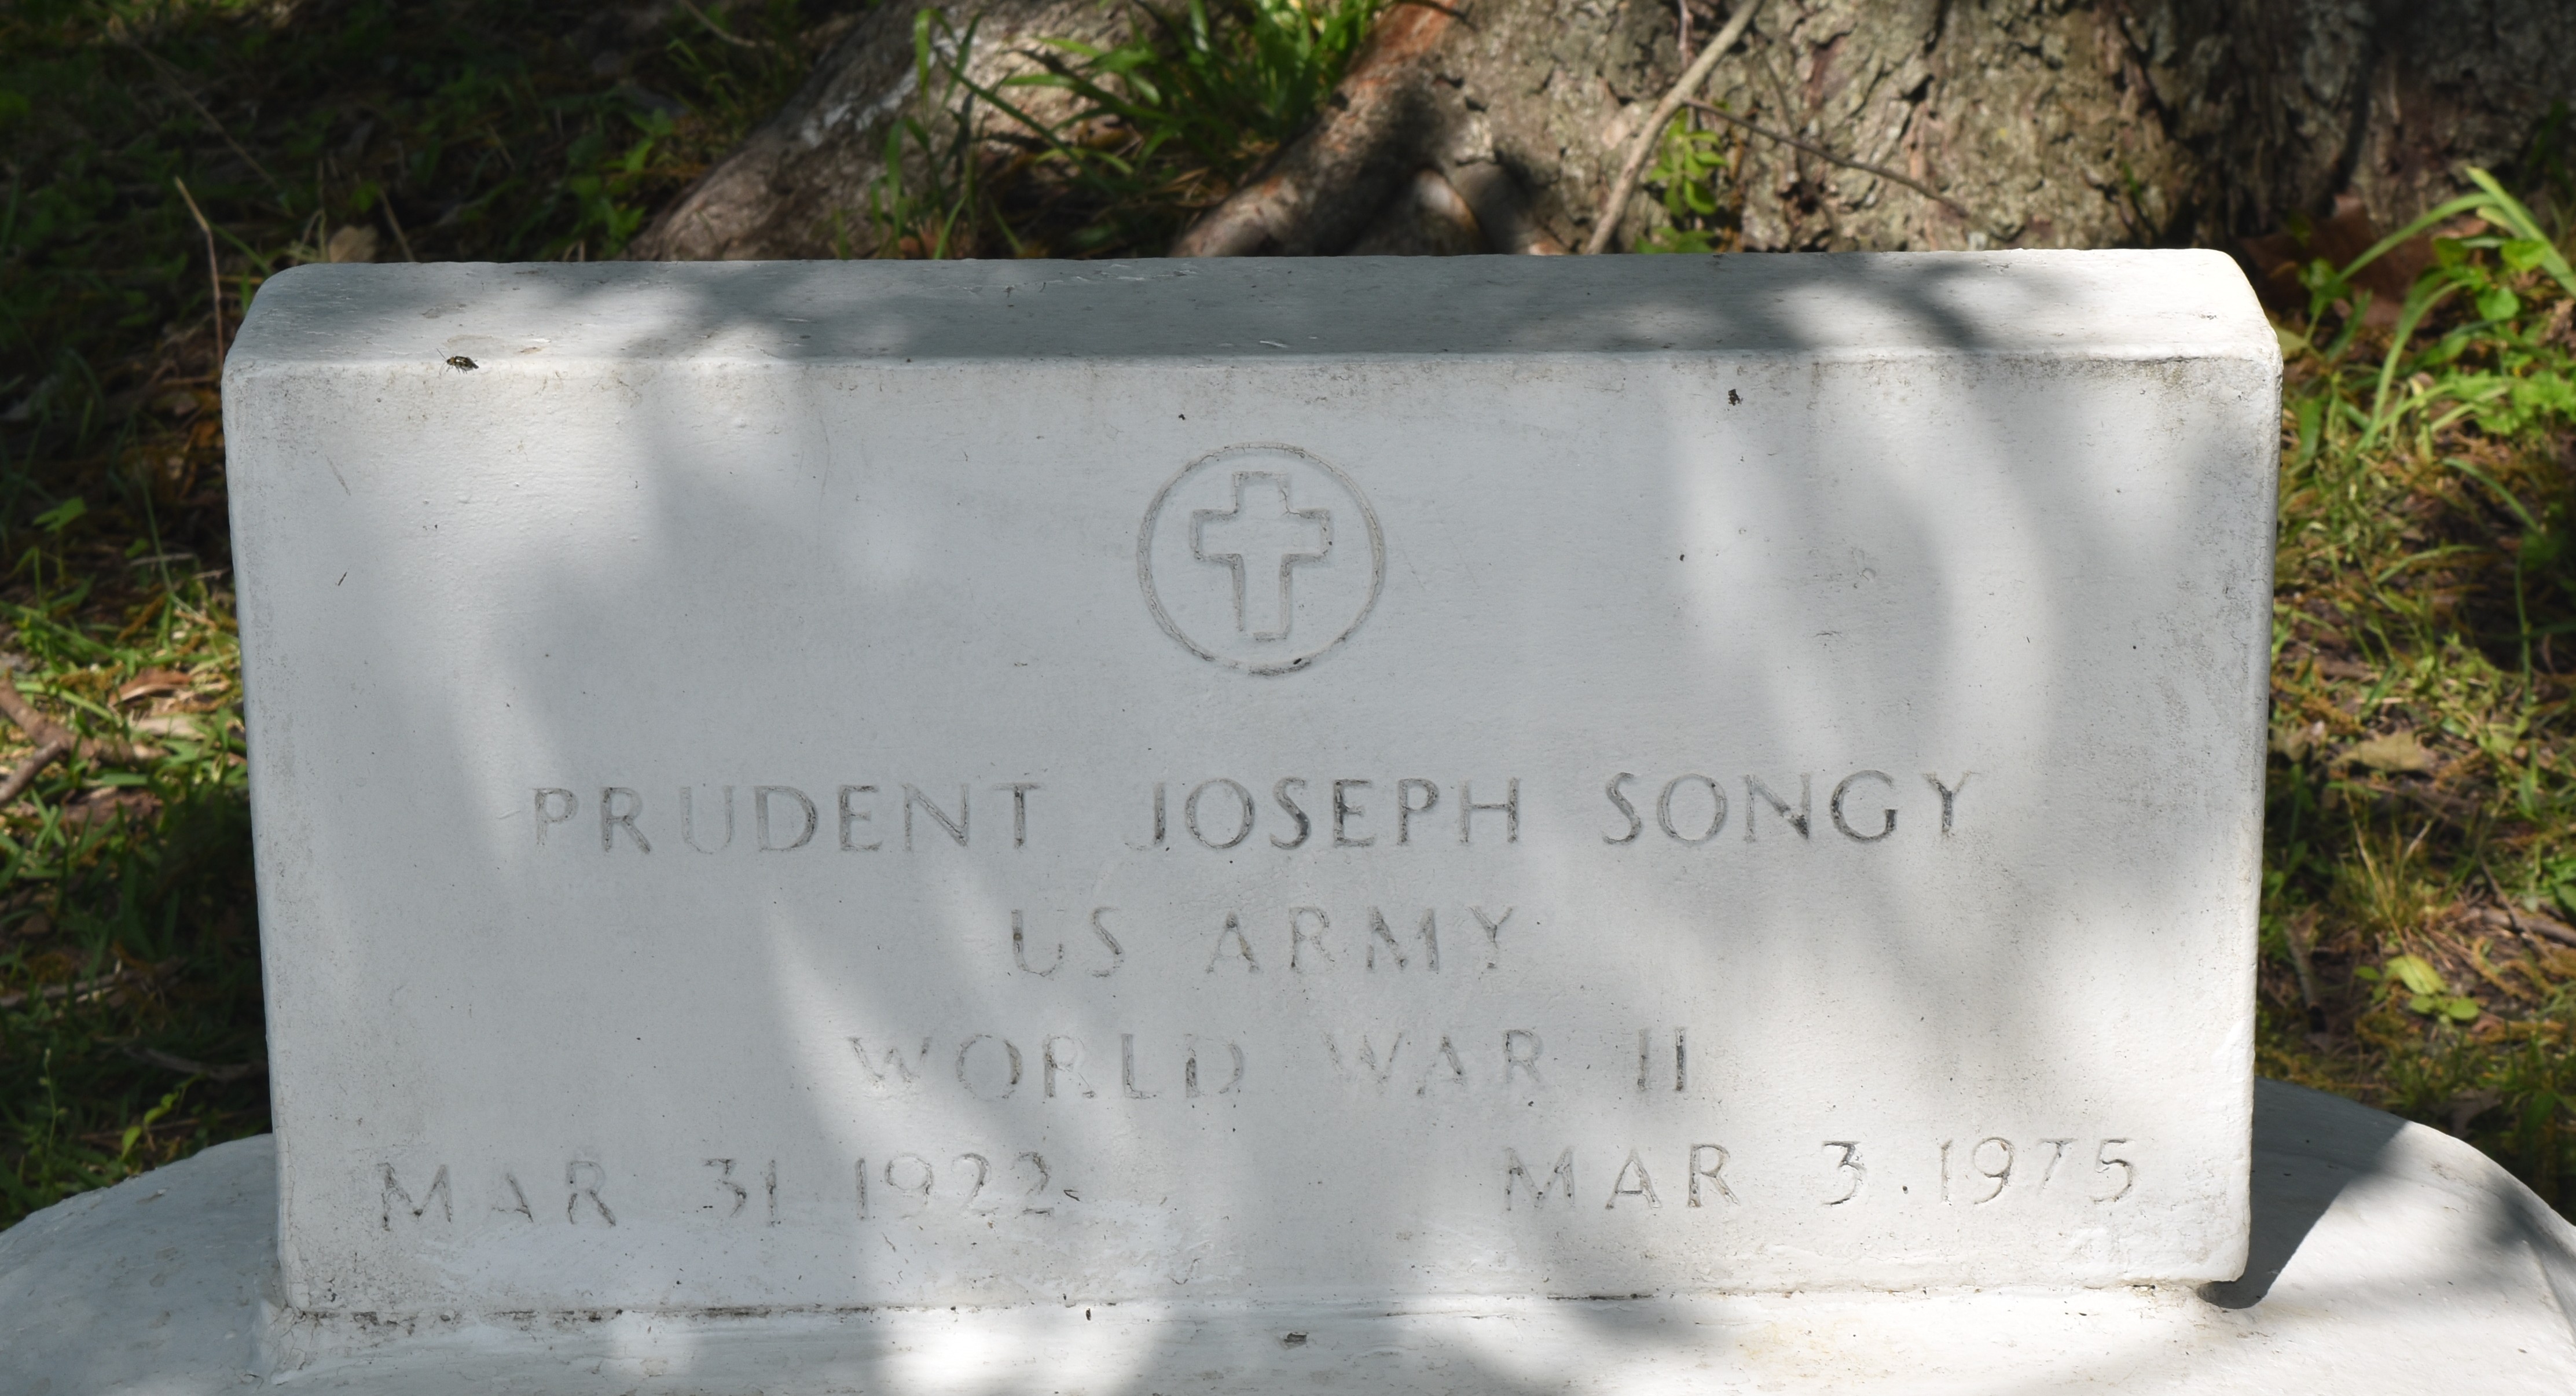 PRUDENT JOSEPH SONGY
US ARMY
WORLD WAR II
MAR 31 1922 MAR 3 1975